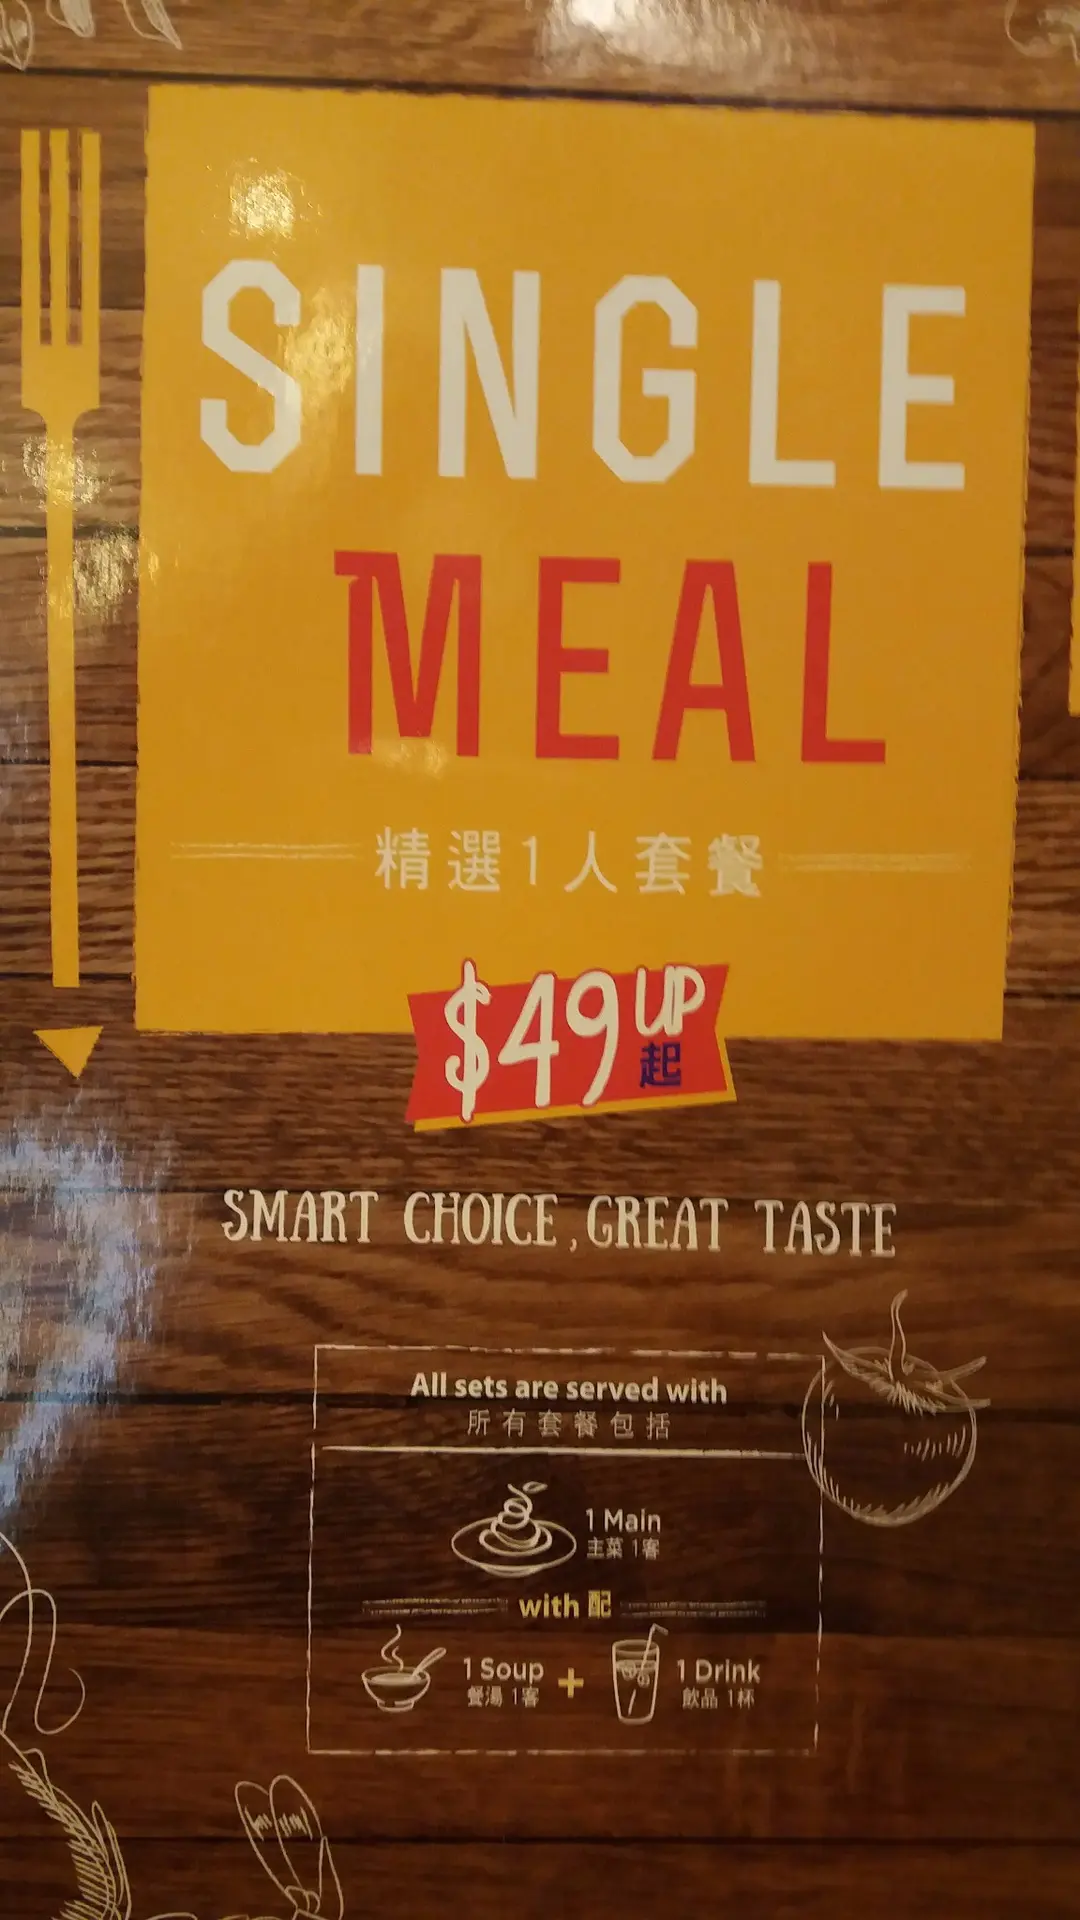 SINGLE
MEAL
精選1人套餐
$49 UP
起
SMART CHOICE, GREAT TASTE
All sets are served with
所有套餐包括
1 Main
主菜 1客
with 配
1 Soup + 1 Drink
餐湯 1客 飲品 1杯